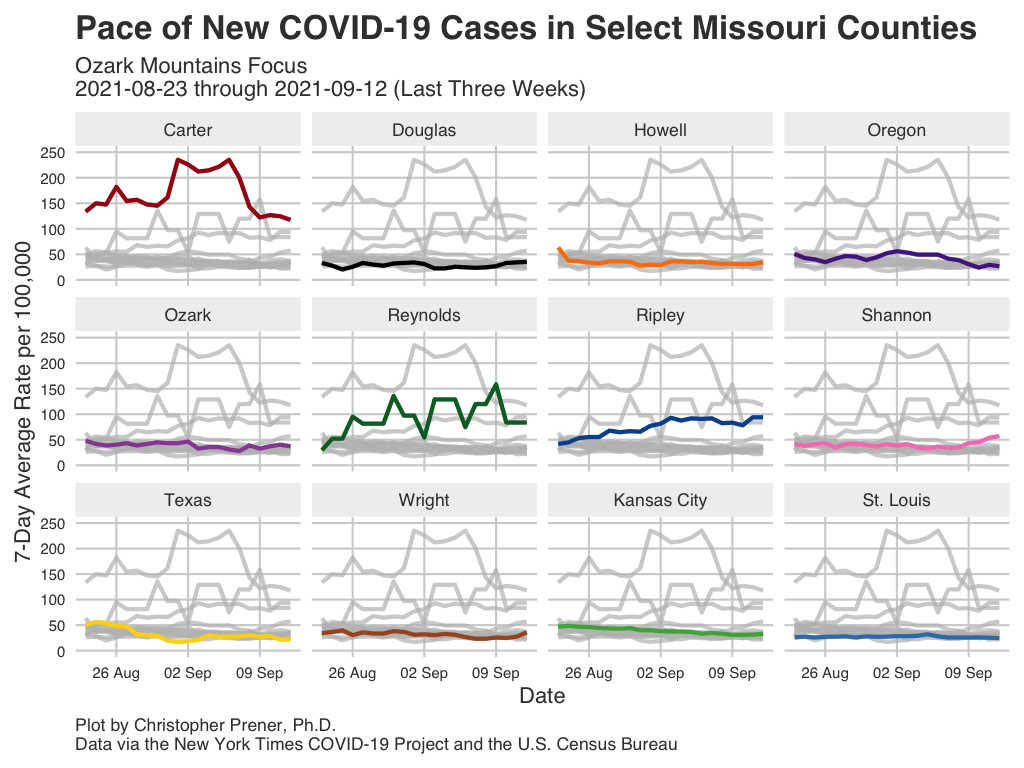 Pace of New COVID-19 Cases in Select Missouri Counties
Ozark Mountains Focus
2021-08-23 through 2021-09-12 (Last Three Weeks)
7-Day Average Rate per 100,000
Carter Douglas Howell Oregon
250
200
150
100
50
0
Ozark Reynolds Ripley Shannon
250
200
150
100
50
0
Texas Wright Kansas City St. Louis
250
200
150
100
50
0
26 Aug 02 Sep 09 Sep 26 Aug 02 Sep 09 Sep 26 Aug 02 Sep 09 Sep 26 Aug 02 Sep 09 Sep
Date
Plot by Christopher Prener, Ph.D.
Data via the New York Times COVID-19 Project and the U.S. Census Bureau